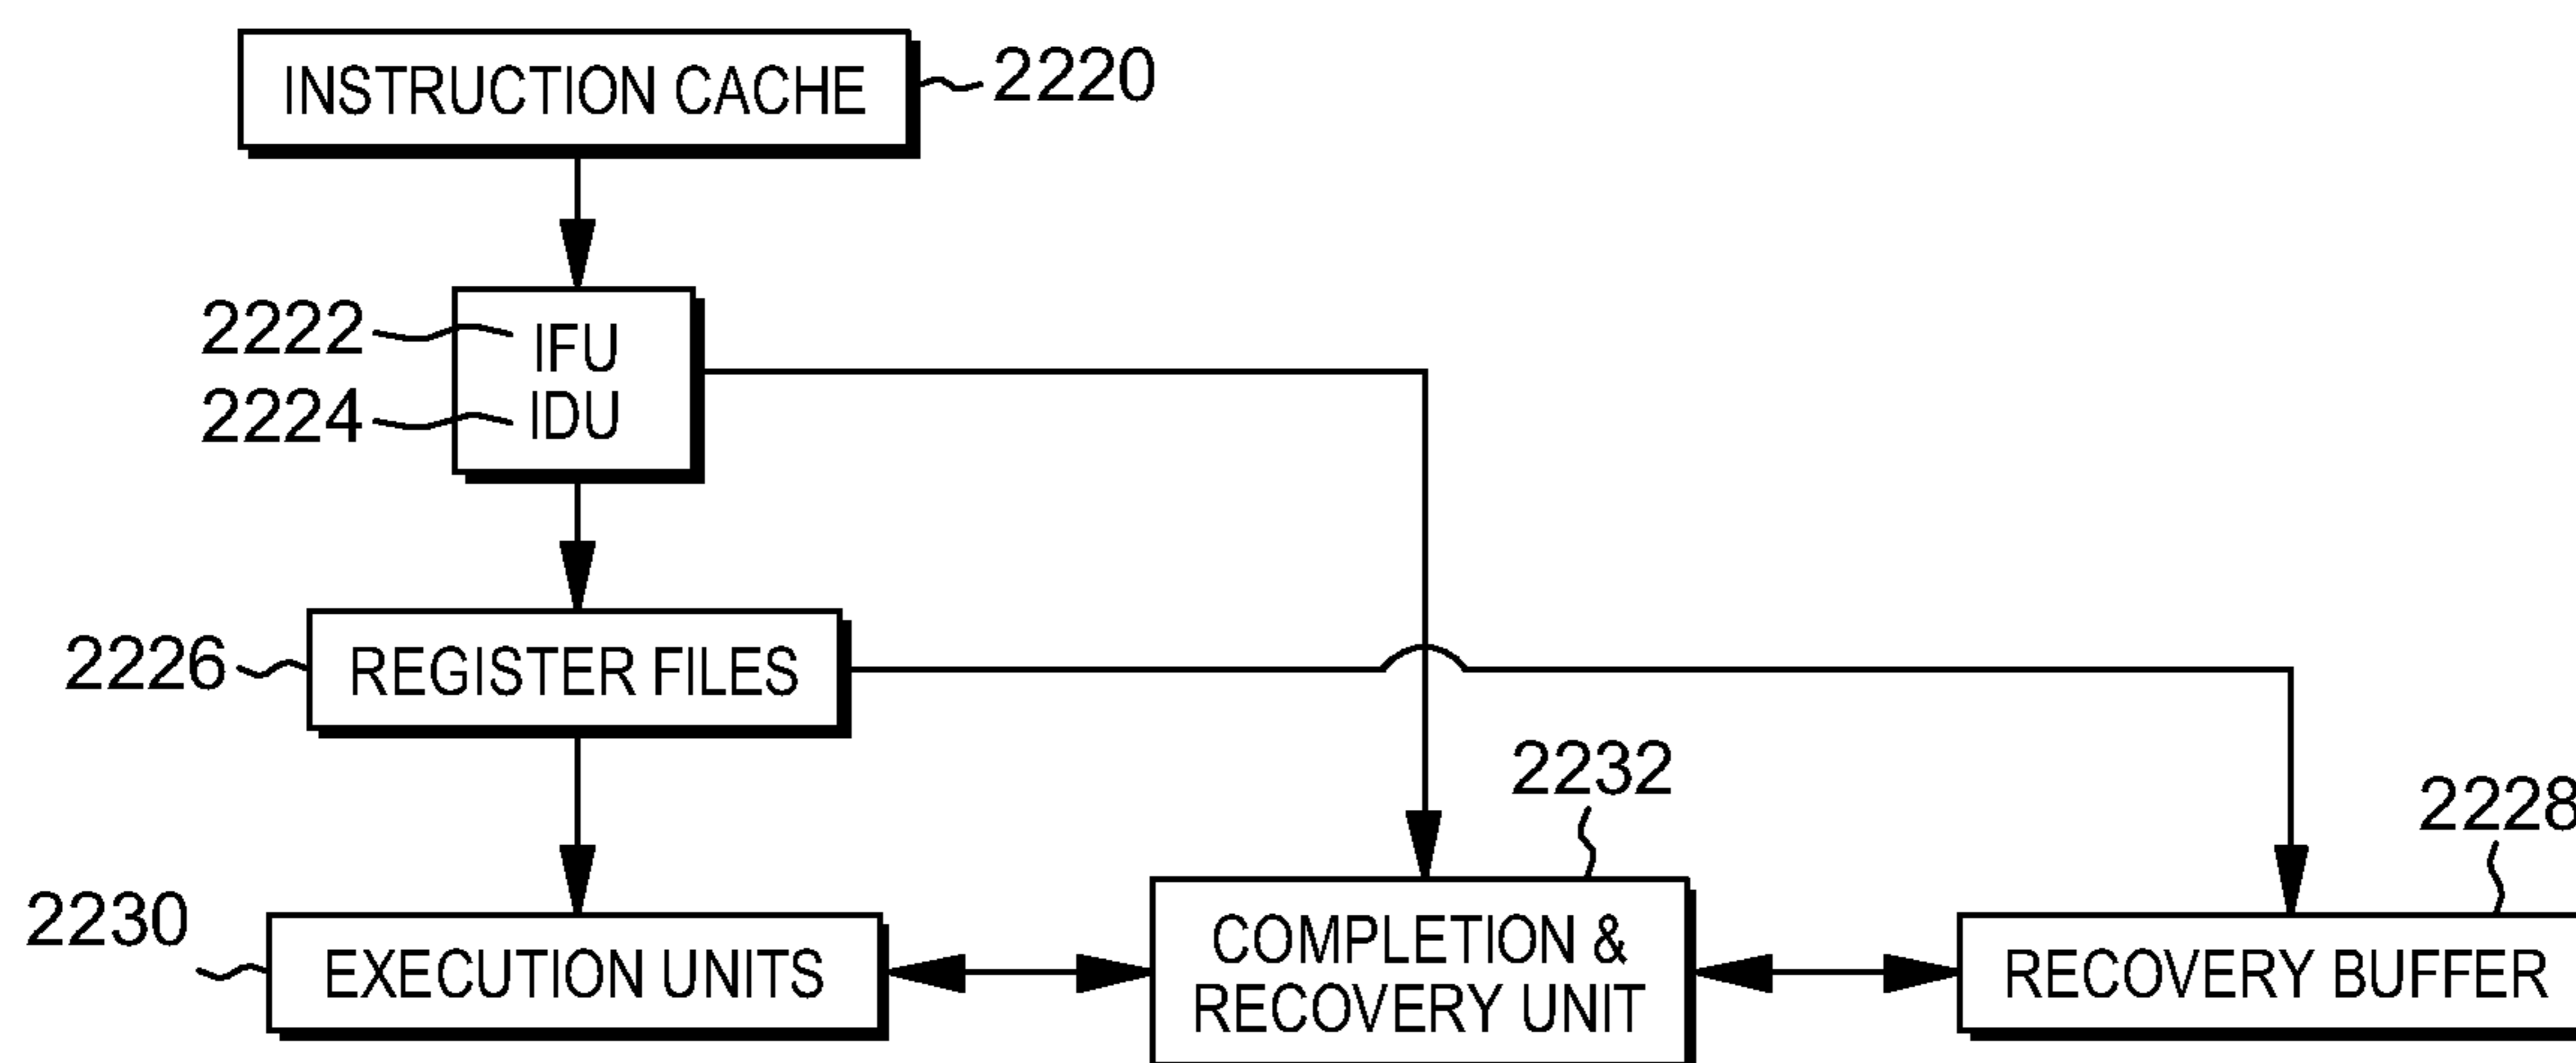 INSTRUCTION CACHE
2220
2222
IFU
2224
IDU
2226
REGISTER FILES
2232
2228
2230
EXECUTION UNITS
COMPLETION &
RECOVERY UNIT
RECOVERY BUFFER